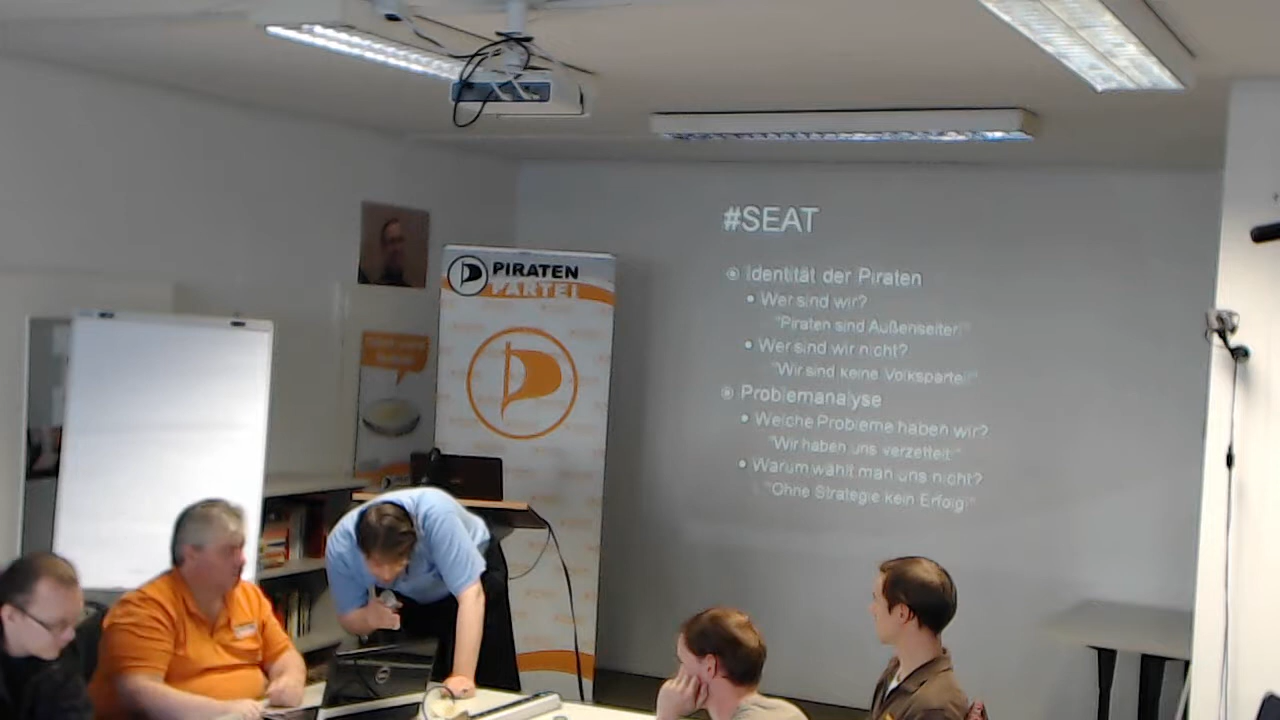 #SEAT
Identität der Piraten
Wer sind wir?
"Piraten sind Außenseiter!"
Wer sind wir nicht?
"Wir sind keine Volkspartei!"
Problemanalyse
Welche Probleme haben wir?
"Wir haben uns verzettelt."
Warum wählt man uns nicht?
"Ohne Strategie kein Erfolg!"
PIRATEN
PARTEI
DELL